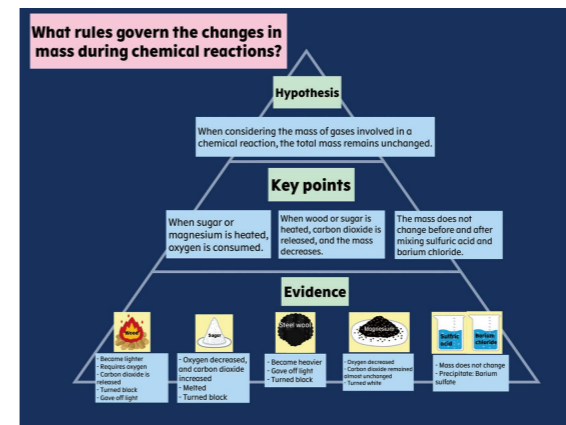 What rules govern the changes in
mass during chemical reactions?
Hypothesis
When considering the mass of gases involved in a
chemical reaction, the total mass remains unchanged.
Key points
When sugar or
magnesium is heated,
oxygen is consumed.
When wood or sugar is
heated, carbon dioxide is
released, and the mass
decreases.
The mass does not
change before and after
mixing sulfuric acid and
barium chloride.
Evidence
Wood
- Became lighter
- Requires oxygen
- Carbon dioxide is
released
- Turned black
- Gave off light
Sugar
- Oxygen decreased,
and carbon dioxide
increased
- Melted
- Turned black
Steel wool
- Became heavier
- Gave off light
- Turned black
Magnesium
- Oxygen decreased
- Carbon dioxide remained
almost unchanged
- Turned white
Sulfric
acid
Barium
chloride
- Mass does not change
- Precipitate: Barium
sulfate